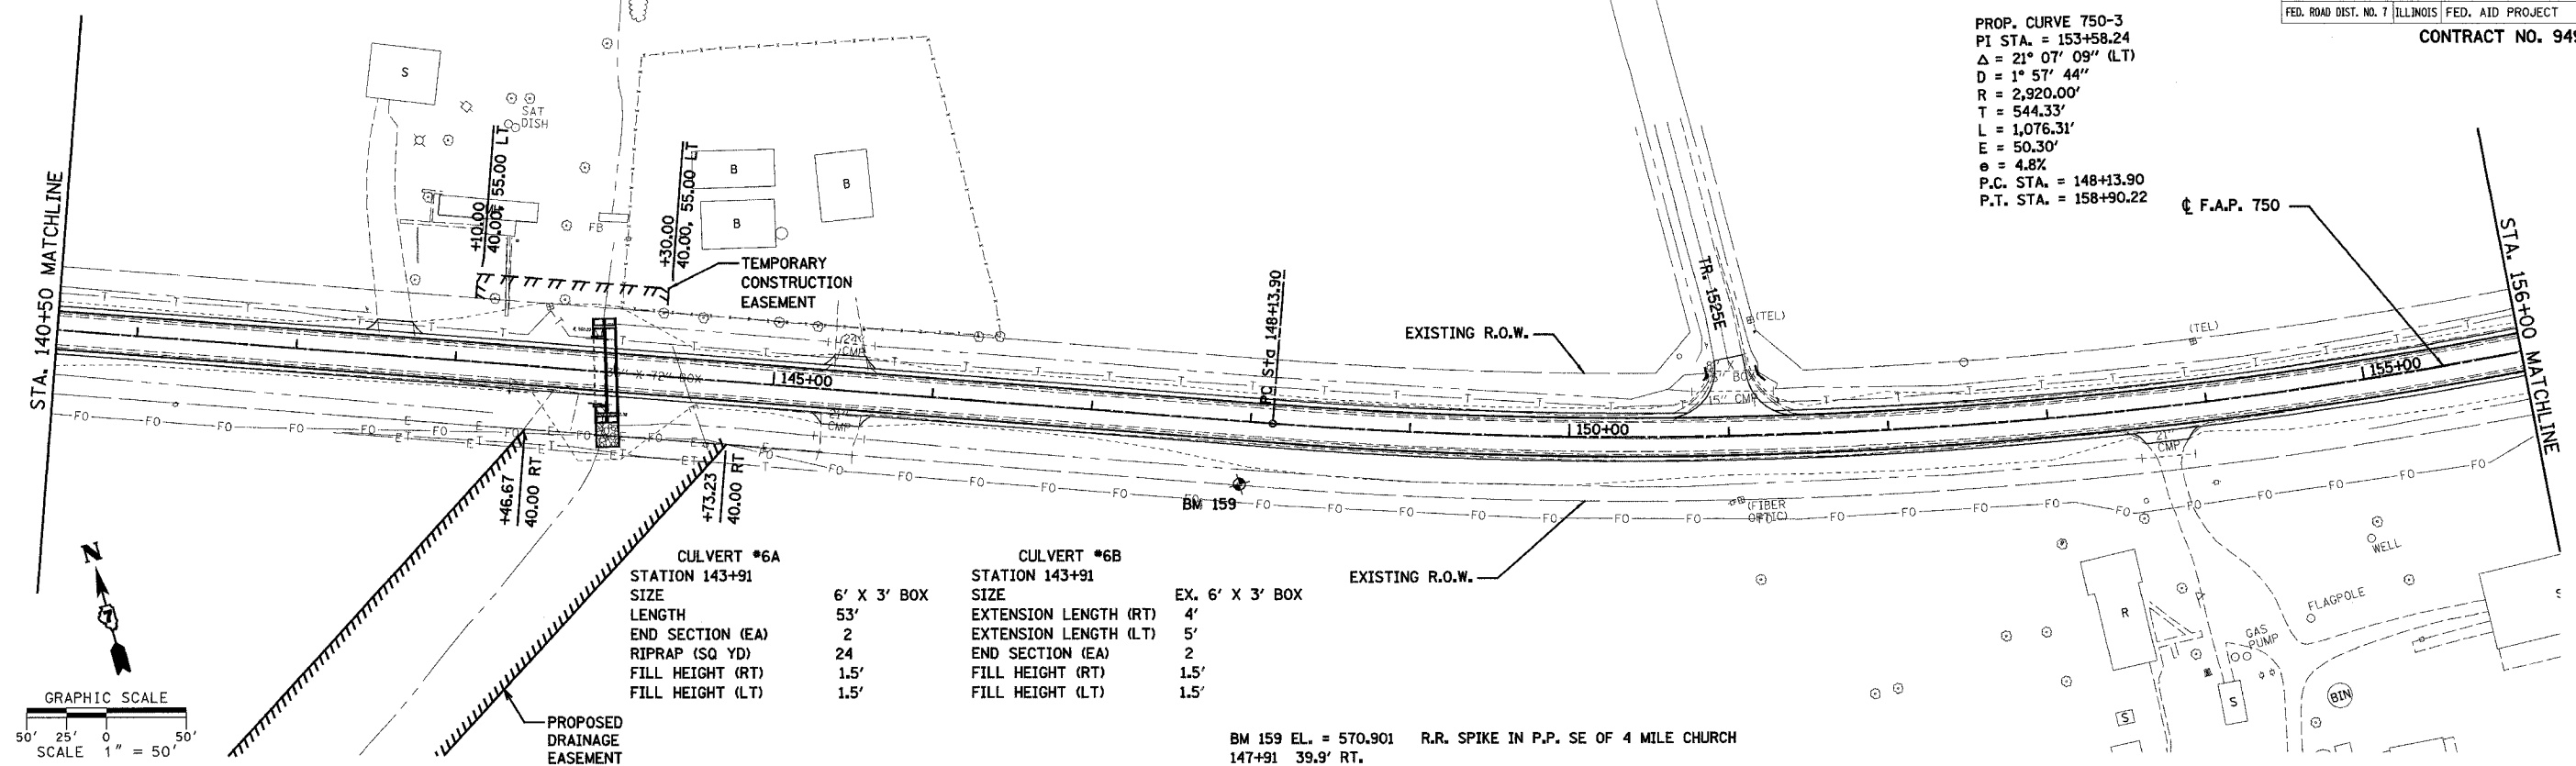 FED. ROAD DIST. NO. 7 ILLINOIS FED. AID PROJECT
CONTRACT NO. 949
PROP. CURVE 750-3
PI STA. = 153+58.24
Δ = 21° 07' 09" (LT)
D = 1° 57' 44"
R = 2,920.00'
T = 544.33'
L = 1,076.31'
E = 50.30'
e = 4.8%
P.C. STA. = 148+13.90
P.T. STA. = 158+90.22
℄ F.A.P. 750
STA. 140+50 MATCHLINE
STA. 156+00 MATCHLINE
S
SAT
DISH
+10.00
40.00, 55.00 LT
FB
+30.00
40.00, 55.00 LT
B
B
B
TEMPORARY
CONSTRUCTION
EASEMENT
PC Sta 148+13.90
EXISTING R.O.W.
TR. 1525E
(TEL)
(TEL)
X 72" BOX
145+00
CMP
CMP
150+00
BOX
15" CMP
155+00
21"
CMP
+46.67
40.00 RT
+73.23
40.00 RT
BM 159
(FIBER
OPTIC)
WELL
FLAGPOLE
GAS
PUMP
R
S
S
S
BIN
N
7
GRAPHIC SCALE
50' 25' 0 50'
SCALE 1" = 50'
CULVERT #6A
STATION 143+91
SIZE 6' X 3' BOX
LENGTH 53'
END SECTION (EA) 2
RIPRAP (SQ YD) 24
FILL HEIGHT (RT) 1.5'
FILL HEIGHT (LT) 1.5'
CULVERT #6B
STATION 143+91
SIZE EX. 6' X 3' BOX
EXTENSION LENGTH (RT) 4'
EXTENSION LENGTH (LT) 5'
END SECTION (EA) 2
FILL HEIGHT (RT) 1.5'
FILL HEIGHT (LT) 1.5'
EXISTING R.O.W.
PROPOSED
DRAINAGE
EASEMENT
BM 159 EL. = 570.901 R.R. SPIKE IN P.P. SE OF 4 MILE CHURCH
147+91 39.9' RT.